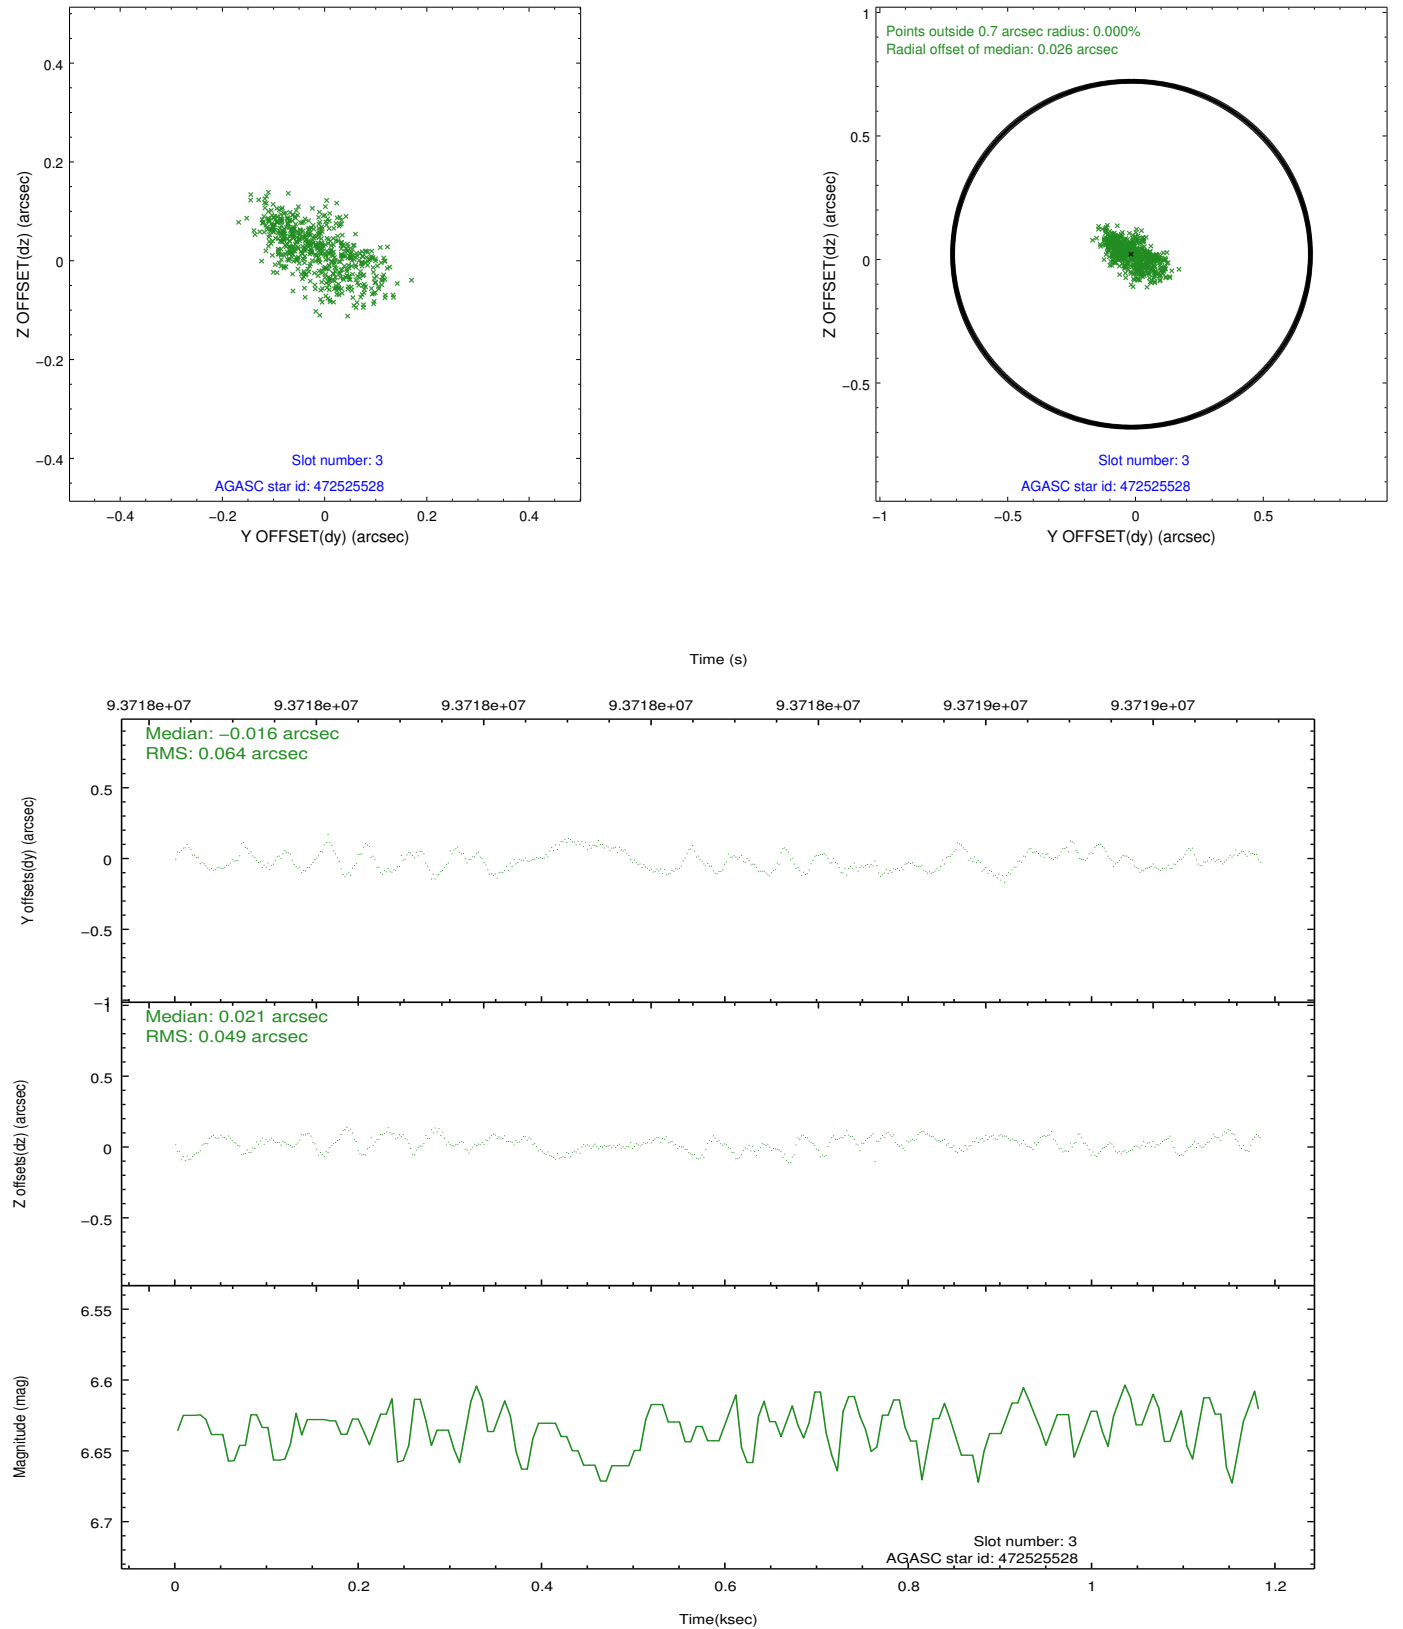 0.4
0.2
0
−0.2
−0.4
Z OFFSET(dz) (arcsec)
Slot number: 3
AGASC star id: 472525528
−0.4 −0.2 0 0.2 0.4
Y OFFSET(dy) (arcsec)
1
0.5
0
−0.5
Z OFFSET(dz) (arcsec)
Points outside 0.7 arcsec radius: 0.000%
Radial offset of median: 0.026 arcsec
Slot number: 3
AGASC star id: 472525528
−1 −0.5 0 0.5
Y OFFSET(dy) (arcsec)
Time (s)
9.3718e+07 9.3718e+07 9.3718e+07 9.3718e+07 9.3718e+07 9.3719e+07 9.3719e+07
Median: −0.016 arcsec
RMS: 0.064 arcsec
0.5
0
−0.5
−1
Y offsets(dy) (arcsec)
1
Median: 0.021 arcsec
RMS: 0.049 arcsec
0.5
0
−0.5
Z offsets(dz) (arcsec)
6.55
6.6
6.65
6.7
Magnitude (mag)
Slot number: 3
AGASC star id: 472525528
0 0.2 0.4 0.6 0.8 1 1.2
Time(ksec)